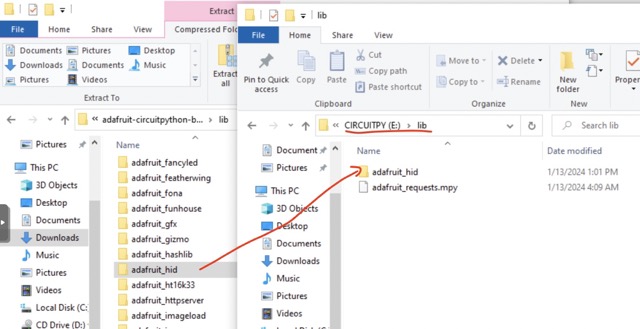 Extract
lib
File
Home
Share
View
Compressed Fold
Documents
Pictures
Desktop
Downloads
Music
Documents
Pictures
Videos
Extract
all
Extract To
adafruit-circuitpython-b... › lib
Name
Pictures
This PC
3D Objects
Desktop
Documents
Downloads
Music
Pictures
Videos
Local Disk (C:
CD Drive (D:)
adafruit_fancyled
adafruit_featherwing
adafruit_fona
adafruit_funhouse
adafruit_gfx
adafruit_gizmo
adafruit_hashlib
adafruit_hid
adafruit_ht16k33
adafruit_httpserver
adafruit_imageload
File
Home
Share
View
Pin to Quick
access
Copy
Paste
Cut
Copy path
Paste shortcut
Clipboard
Move to
Copy to
Delete
Rename
Organize
New
folder
New
Proper
CIRCUITPY (E:) › lib
Search lib
Name
Date modified
Document
Pictures
This PC
3D Objects
Desktop
Documents
Downloads
Music
Pictures
Videos
Local Disk (C:
adafruit_hid
1/13/2024 1:01 PM
adafruit_requests.mpy
1/13/2024 4:09 AM